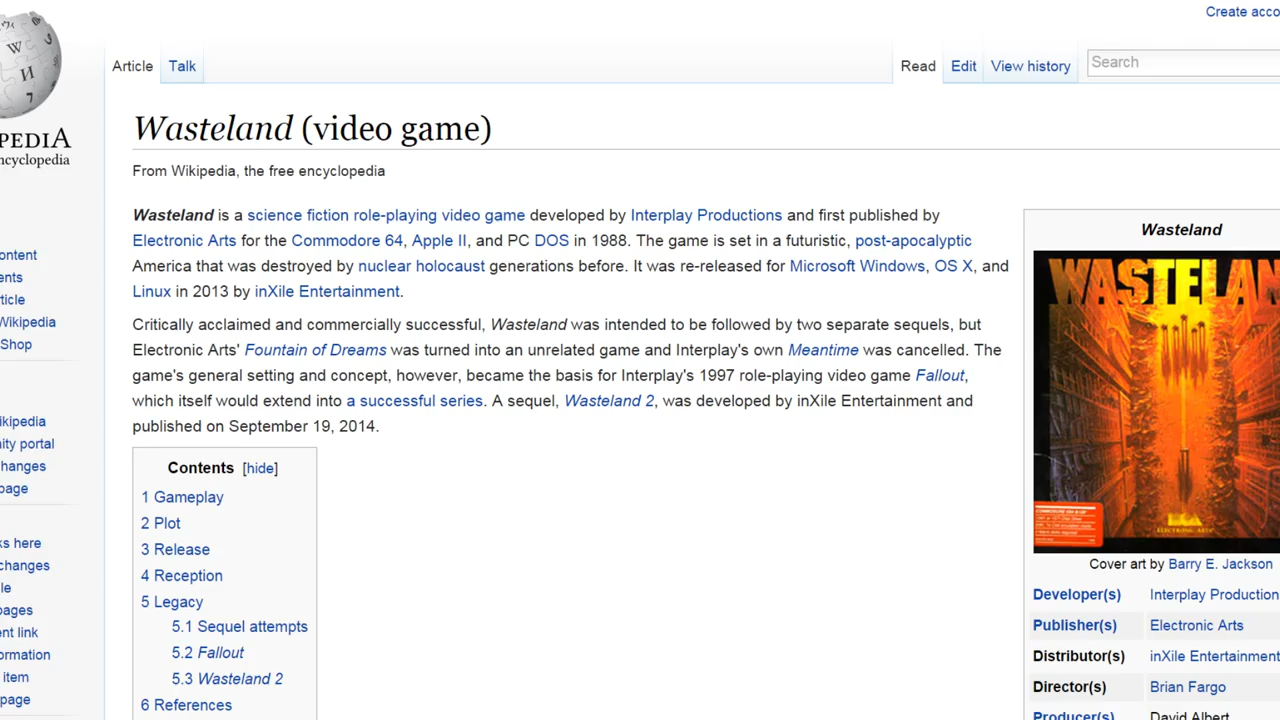 Create acco
Article
Talk
Read
Edit
View history
Search
PEDIA
ncyclopedia
Wasteland (video game)
From Wikipedia, the free encyclopedia
Wasteland is a science fiction role-playing video game developed by Interplay Productions and first published by
Electronic Arts for the Commodore 64, Apple II, and PC DOS in 1988. The game is set in a futuristic, post-apocalyptic
America that was destroyed by nuclear holocaust generations before. It was re-released for Microsoft Windows, OS X, and
Linux in 2013 by inXile Entertainment.
Critically acclaimed and commercially successful, Wasteland was intended to be followed by two separate sequels, but
Electronic Arts' Fountain of Dreams was turned into an unrelated game and Interplay's own Meantime was cancelled. The
game's general setting and concept, however, became the basis for Interplay's 1997 role-playing video game Fallout,
which itself would extend into a successful series. A sequel, Wasteland 2, was developed by inXile Entertainment and
published on September 19, 2014.
Contents [hide]
1 Gameplay
2 Plot
3 Release
4 Reception
5 Legacy
5.1 Sequel attempts
5.2 Fallout
5.3 Wasteland 2
6 References
ontent
ents
rticle
Wikipedia
Shop
ikipedia
ity portal
hanges
page
ks here
changes
le
pages
ent link
ormation
item
page
Wasteland
WASTELAN
ELECTRONIC ARTS
Cover art by Barry E. Jackson
Developer(s) Interplay Production
Publisher(s) Electronic Arts
Distributor(s) inXile Entertainment
Director(s) Brian Fargo
Producer(s) David Albert